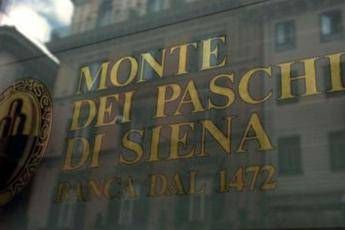 MONTE
DEI PASCHI
DI SIENA
BANCA DAL 1472